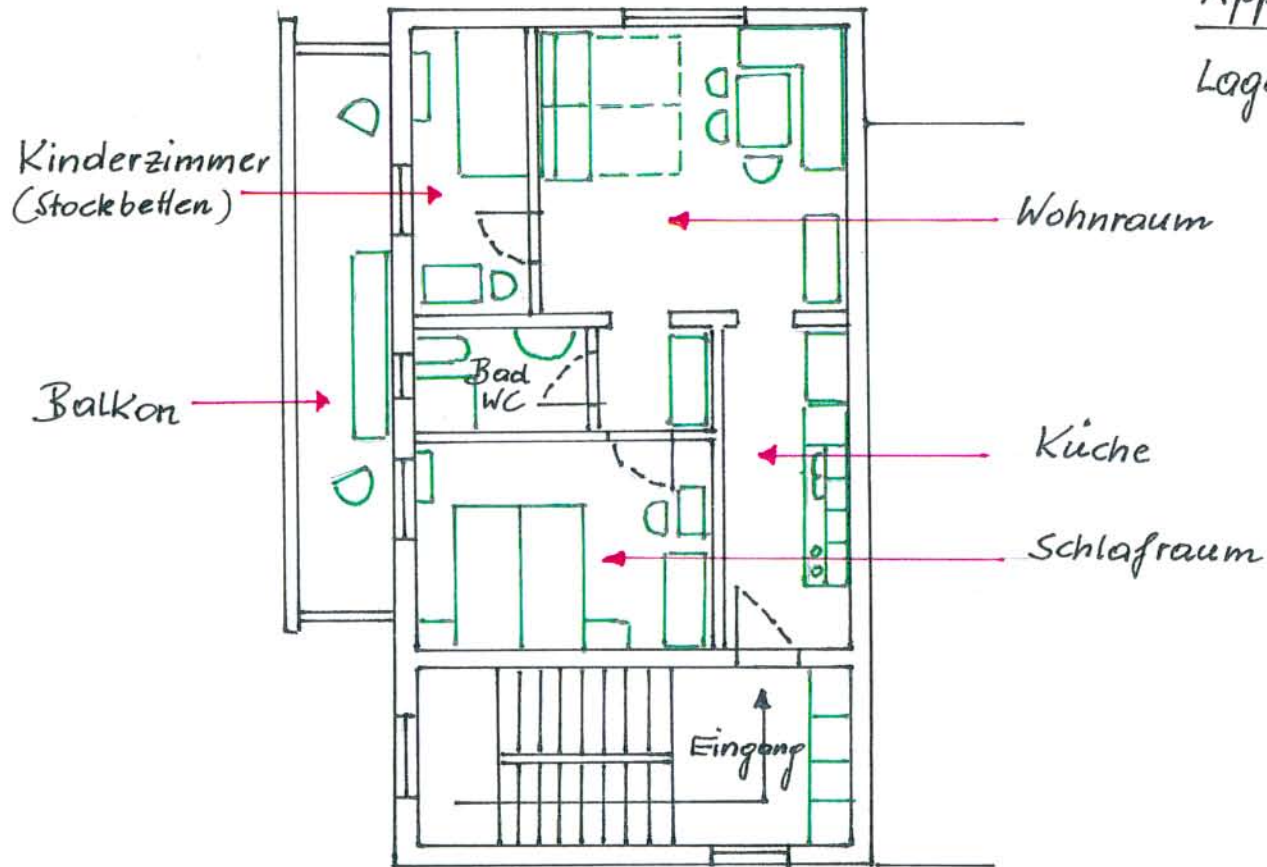 Kinderzimmer
(Stockbetten)
Wohnraum
Bad
WC
Balkon
Küche
Schlafraum
Eingang